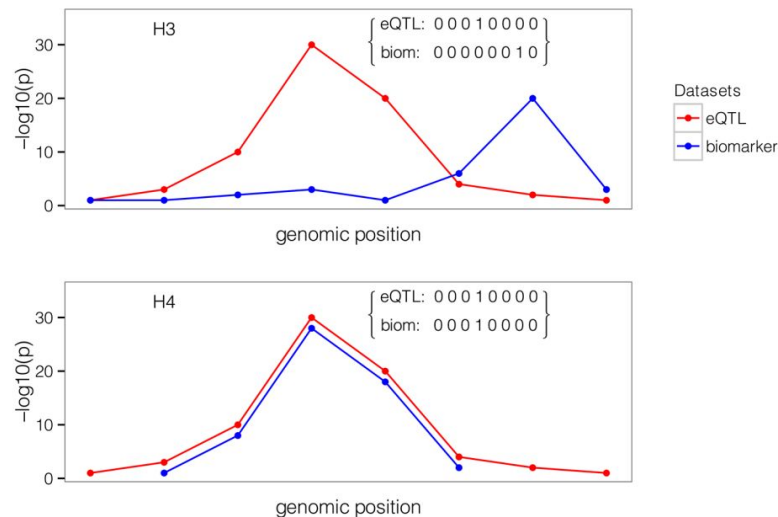 H3
eQTL: 0 0 0 1 0 0 0 0
biom: 0 0 0 0 0 0 1 0
30
20
10
0
−log10(p)
genomic position
Datasets
eQTL
biomarker
H4
eQTL: 0 0 0 1 0 0 0 0
biom: 0 0 0 1 0 0 0 0
30
20
10
0
−log10(p)
genomic position